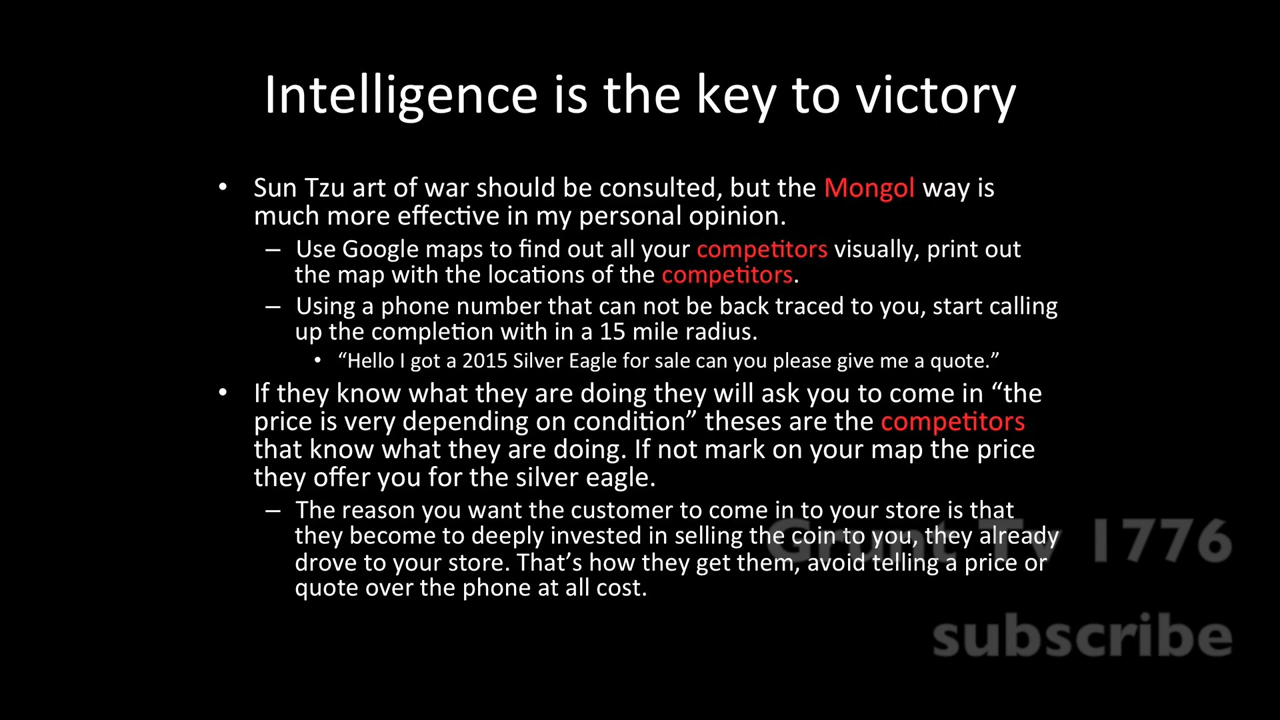 Intelligence is the key to victory
• Sun Tzu art of war should be consulted, but the Mongol way is
much more effective in my personal opinion.
– Use Google maps to find out all your competitors visually, print out
the map with the locations of the competitors.
– Using a phone number that can not be back traced to you, start calling
up the completion with in a 15 mile radius.
• “Hello I got a 2015 Silver Eagle for sale can you please give me a quote.”
• If they know what they are doing they will ask you to come in “the
price is very depending on condition” theses are the competitors
that know what they are doing. If not mark on your map the price
they offer you for the silver eagle.
– The reason you want the customer to come in to your store is that
they become to deeply invested in selling the coin to you, they already
drove to your store. That’s how they get them, avoid telling a price or
quote over the phone at all cost.
Grunt Tv 1776
subscribe